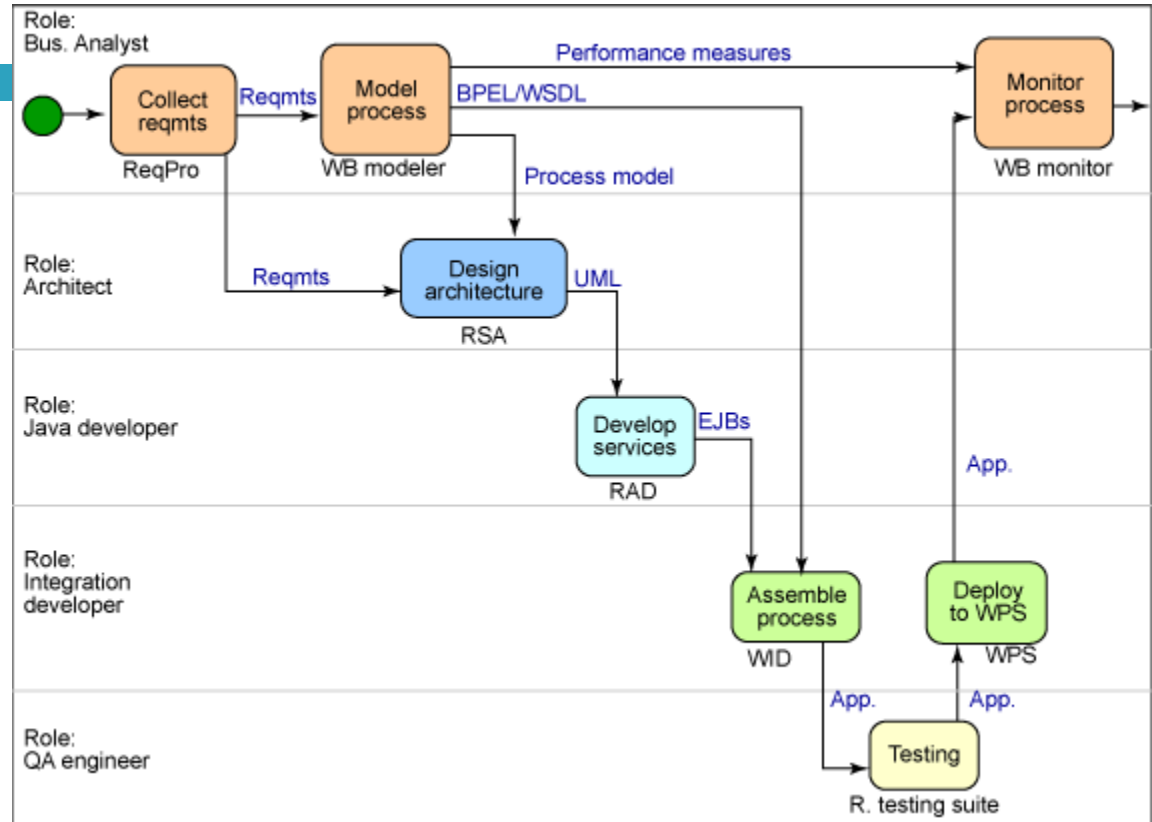 Role:
Bus. Analyst
Collect
reqmts
ReqPro
Reqmts
Model
process
WB modeler
Performance measures
BPEL/WSDL
Process model
Monitor
process
WB monitor
Role:
Architect
Reqmts
Design
architecture
RSA
UML
Role:
Java developer
Develop
services
RAD
EJBs
App.
Role:
Integration
developer
Assemble
process
WID
Deploy
to WPS
WPS
App.
App.
Role:
QA engineer
Testing
R. testing suite